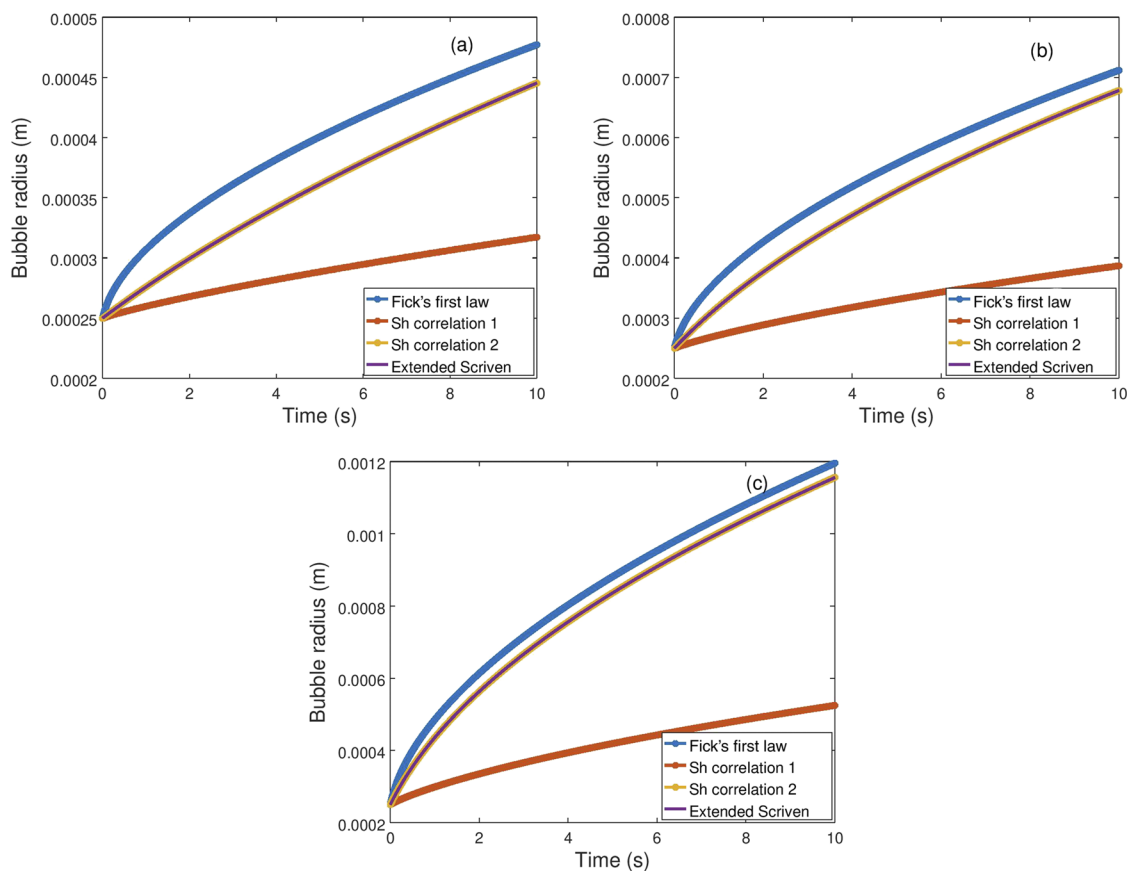 (a)
0.0005
0.00045
0.0004
0.00035
0.0003
0.00025
0.0002
Bubble radius (m)
0 2 4 6 8 10
Time (s)
Fick's first law
Sh correlation 1
Sh correlation 2
Extended Scriven
(b)
0.0008
0.0007
0.0006
0.0005
0.0004
0.0003
0.0002
Bubble radius (m)
0 2 4 6 8 10
Time (s)
Fick's first law
Sh correlation 1
Sh correlation 2
Extended Scriven
(c)
0.0012
0.001
0.0008
0.0006
0.0004
0.0002
Bubble radius (m)
0 2 4 6 8 10
Time (s)
Fick's first law
Sh correlation 1
Sh correlation 2
Extended Scriven